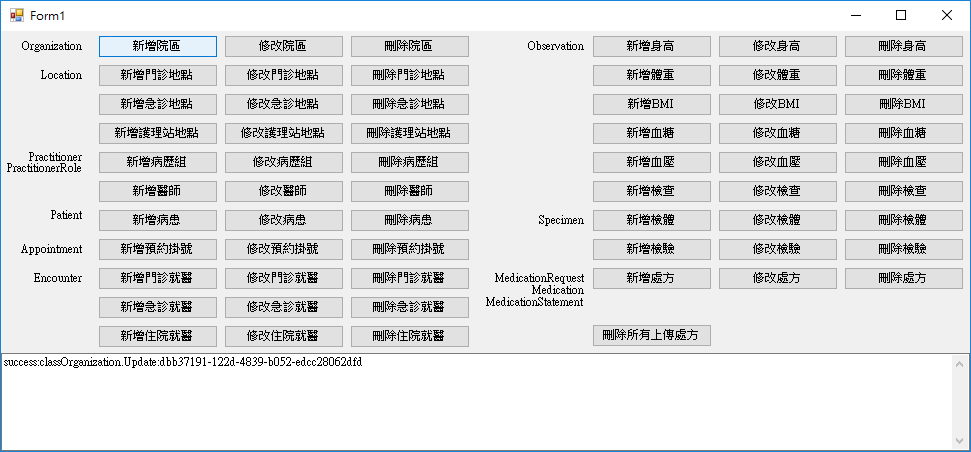 Form1
Organization 新增院區 修改院區 刪除院區 Observation 新增身高 修改身高 刪除身高
Location 新增門診地點 修改門診地點 刪除門診地點 新增體重 修改體重 刪除體重
新增急診地點 修改急診地點 刪除急診地點 新增BMI 修改BMI 刪除BMI
新增護理站地點 修改護理站地點 刪除護理站地點 新增血糖 修改血糖 刪除血糖
Practitioner
PractitionerRole 新增病歷組 修改病歷組 刪除病歷組 新增血壓 修改血壓 刪除血壓
新增醫師 修改醫師 刪除醫師 新增檢查 修改檢查 刪除檢查
Patient 新增病患 修改病患 刪除病患 Specimen 新增檢體 修改檢體 刪除檢體
Appointment 新增預約掛號 修改預約掛號 刪除預約掛號 新增檢驗 修改檢驗 刪除檢驗
Encounter 新增門診就醫 修改門診就醫 刪除門診就醫 MedicationRequest 新增處方 修改處方 刪除處方
Medication
MedicationStatement
新增急診就醫 修改急診就醫 刪除急診就醫
新增住院就醫 修改住院就醫 刪除住院就醫 刪除所有上傳處方
success:classOrganization.Update:dbb37191-122d-4839-b052-edcc28062dfd